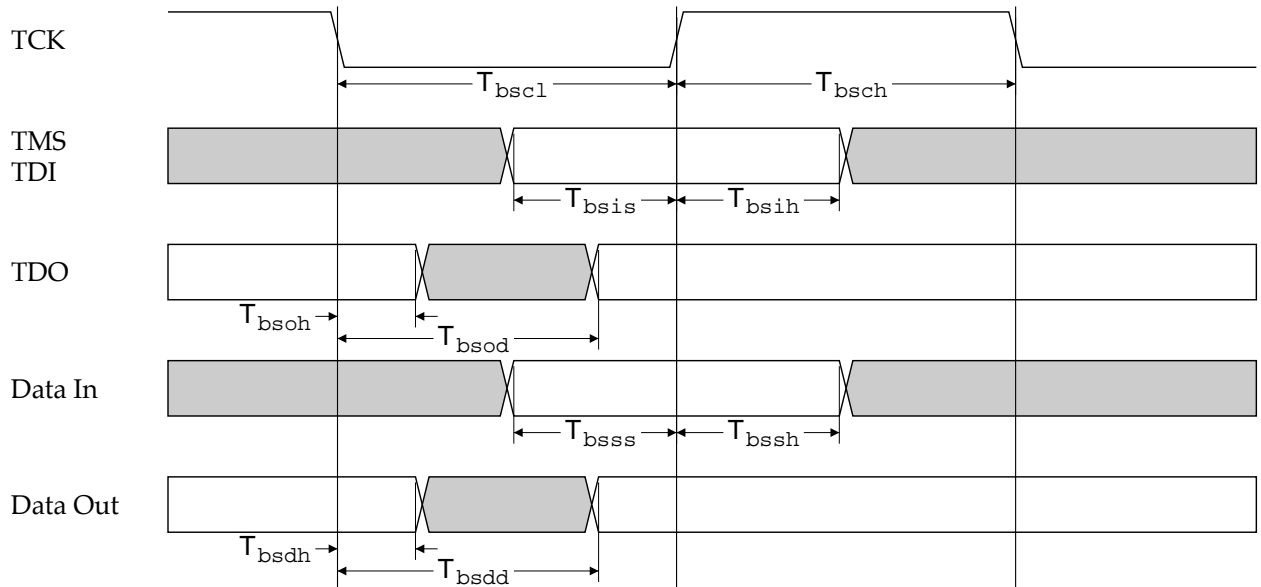 TCK
Tbscl
Tbsch
TMS
TDI
Tbsis
Tbsih
TDO
Tbsoh
Tbsod
Data In
Tbsss
Tbssh
Data Out
Tbsdh
Tbsdd